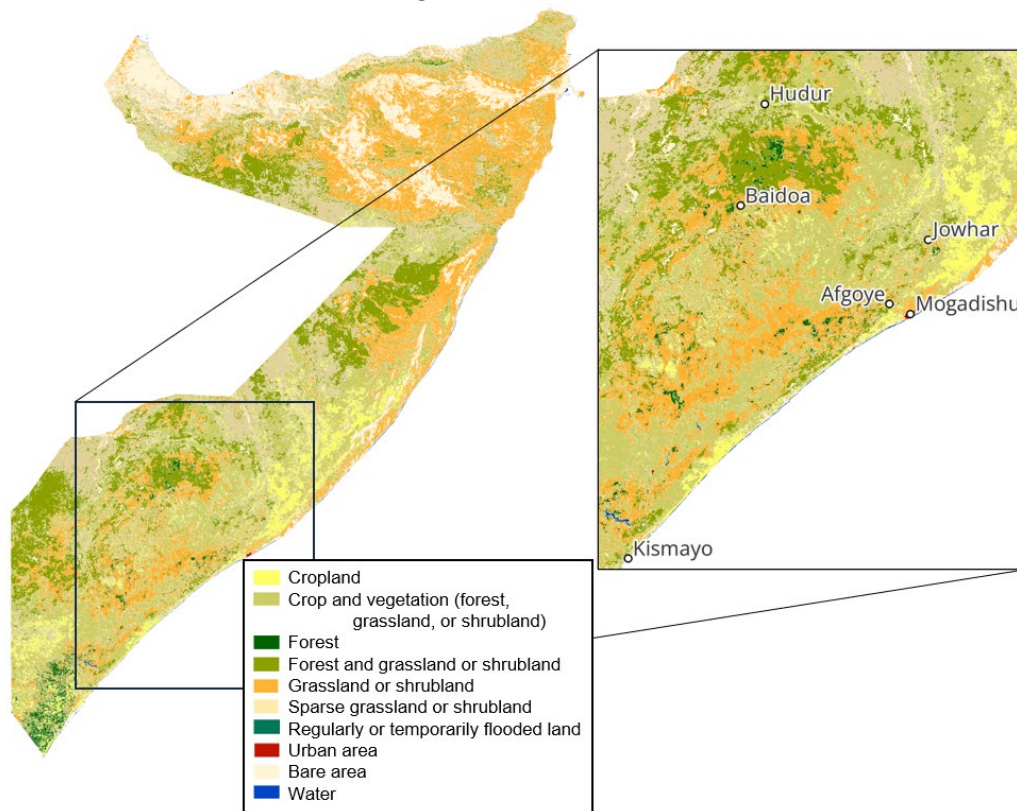 Hudur
Baidoa
Jowhar
Afgoye
Mogadishu
Kismayo
Cropland
Crop and vegetation (forest,
grassland, or shrubland)
Forest
Forest and grassland or shrubland
Grassland or shrubland
Sparse grassland or shrubland
Regularly or temporarily flooded land
Urban area
Bare area
Water